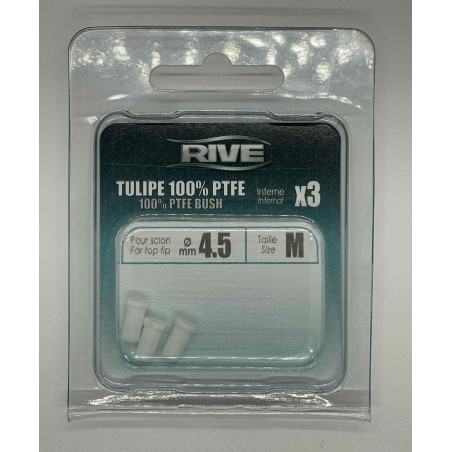 RIVE
TULIPE 100% PTFE
100% PTFE BUSH
Interne
Internal
x3
Pour scion
For top tip
Ø
mm
4.5
Taille
Size
M